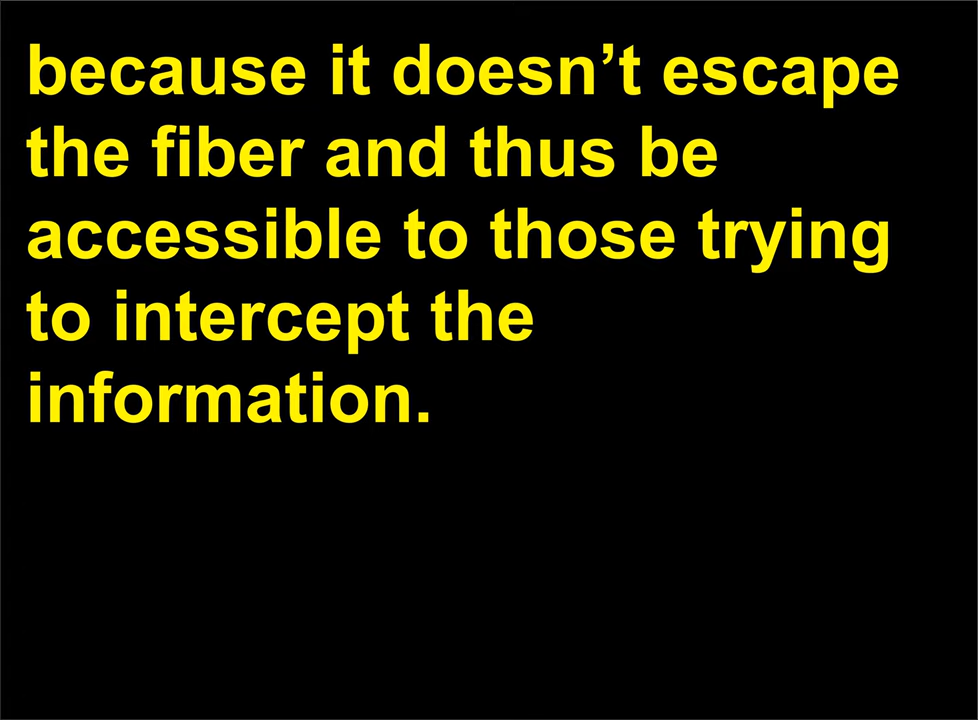 because it doesn’t escape
the fiber and thus be
accessible to those trying
to intercept the
information.